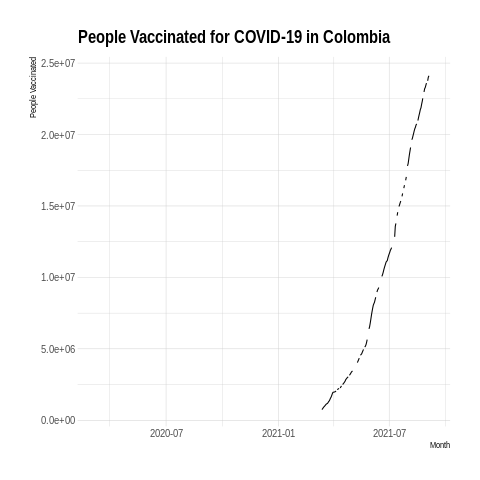 People Vaccinated for COVID-19 in Colombia
People Vaccinated
2.5e+07
2.0e+07
1.5e+07
1.0e+07
5.0e+06
0.0e+00
2020-07
2021-01
2021-07
Month